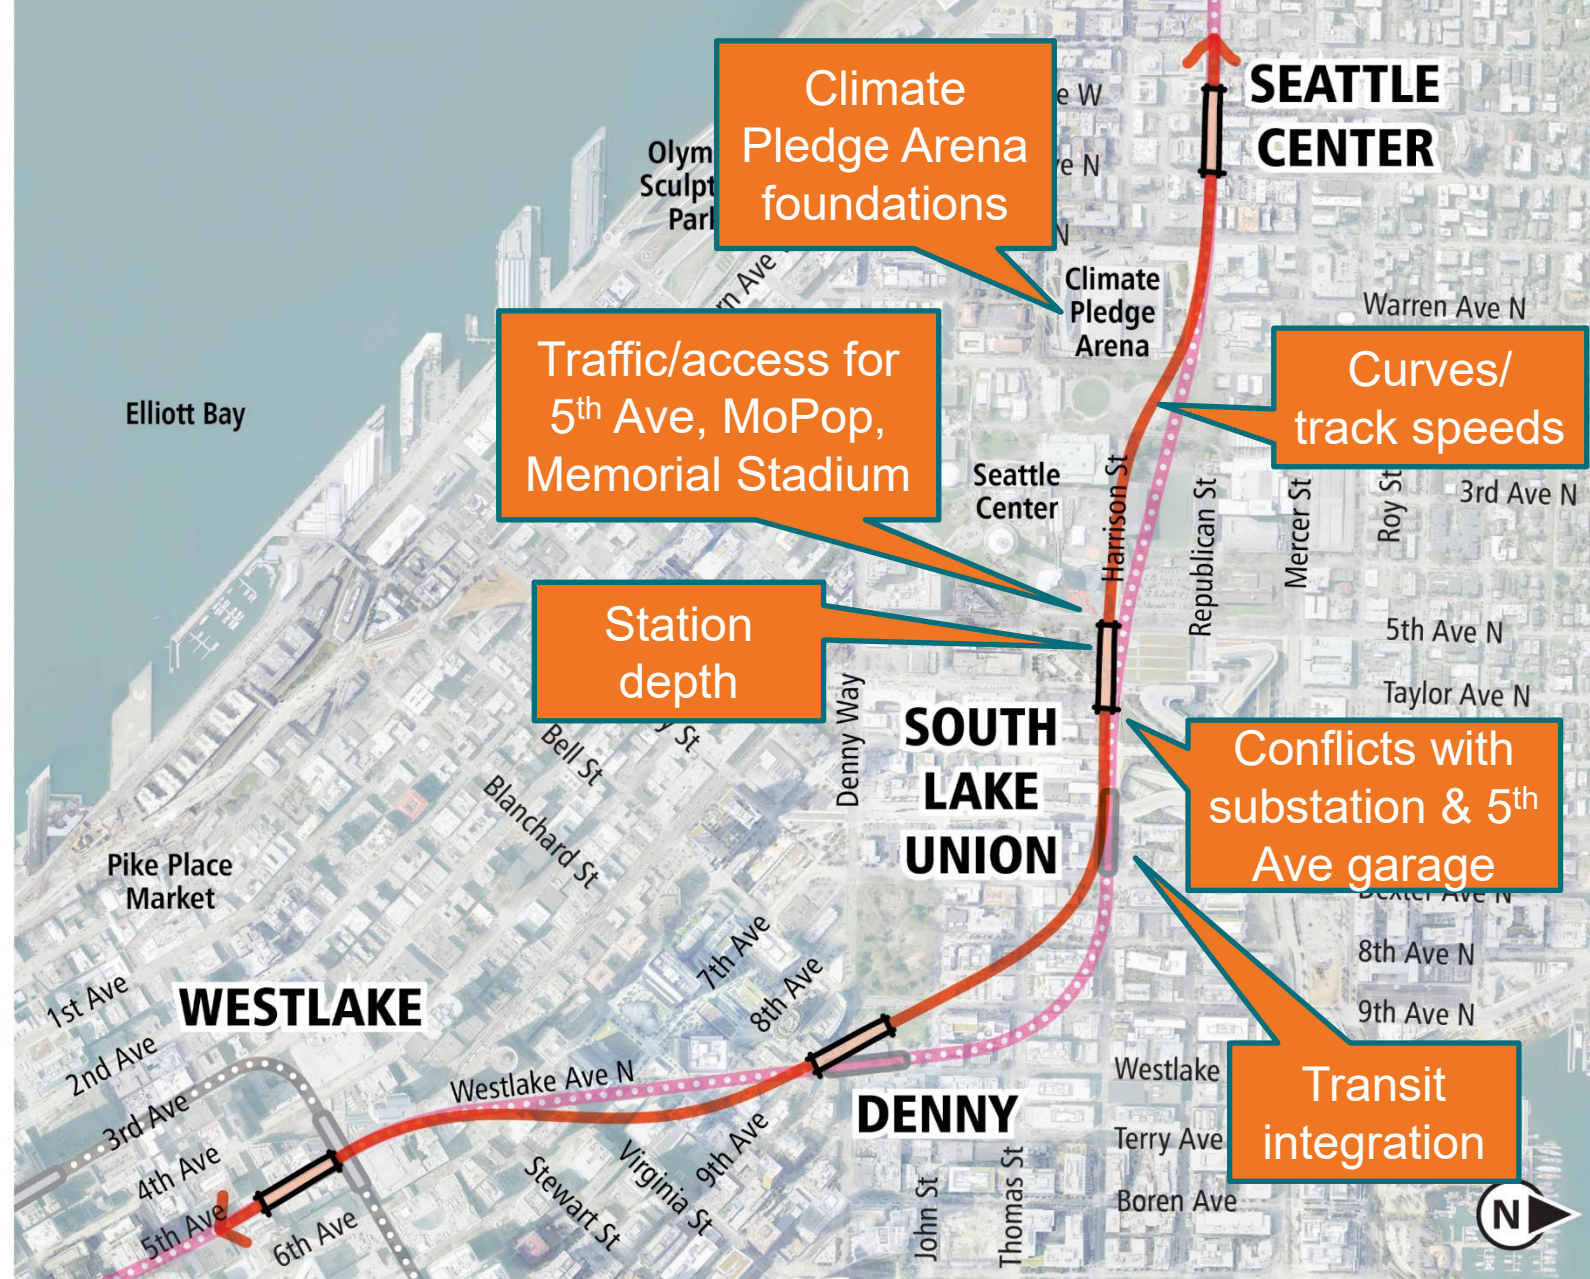 SEATTLE
CENTER
Climate
Pledge Arena
foundations
Climate
Pledge
Arena
Warren Ave N
Traffic/access for
5th Ave, MoPop,
Memorial Stadium
Curves/
track speeds
Elliott Bay
Seattle
Center
Harrison St
Republican St
Mercer St
Roy St
3rd Ave N
Station
depth
5th Ave N
Taylor Ave N
Denny Way
SOUTH
LAKE
UNION
Conflicts with
substation & 5th
Ave garage
Bell St
Blanchard St
Pike Place
Market
Dexter Ave N
8th Ave N
9th Ave N
7th Ave
8th Ave
WESTLAKE
1st Ave
2nd Ave
3rd Ave
4th Ave
5th Ave
6th Ave
Westlake Ave N
DENNY
9th Ave
Virginia St
Stewart St
John St
Thomas St
Westlake
Terry Ave
Boren Ave
Transit
integration
N